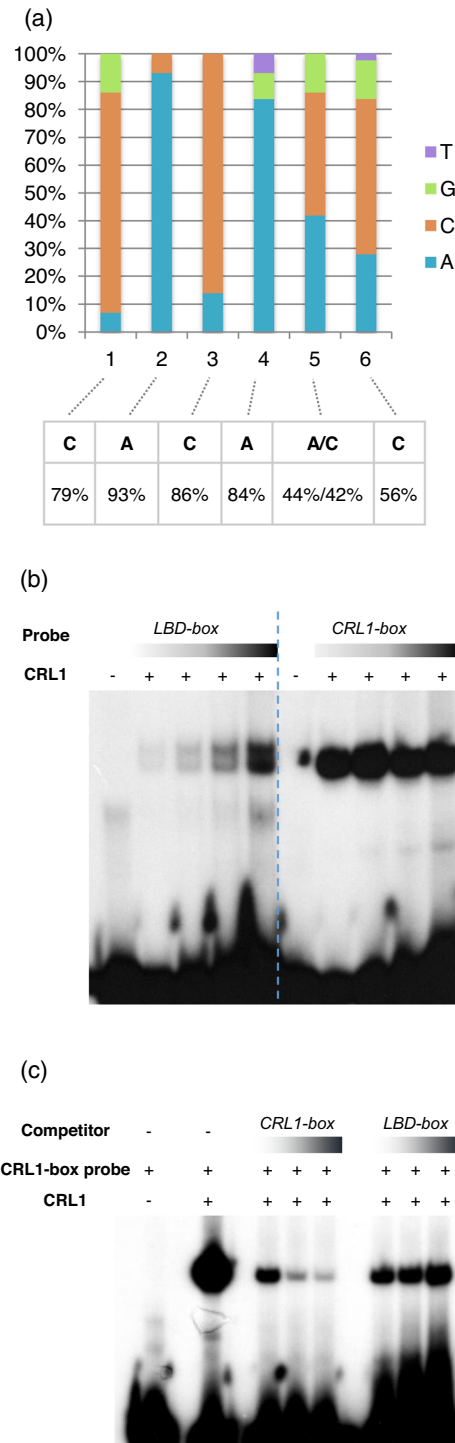 (a)
100%
90%
80%
70%
60%
50%
40%
30%
20%
10%
0%
T
G
C
A
1 2 3 4 5 6
C A C A A/C C
79% 93% 86% 84% 44%/42% 56%
(b)
Probe LBD-box CRL1-box
CRL1 - + + + + - + + + +
(c)
Competitor - - CRL1-box LBD-box
CRL1-box probe + + + + + + + +
CRL1 - + + + + + + +